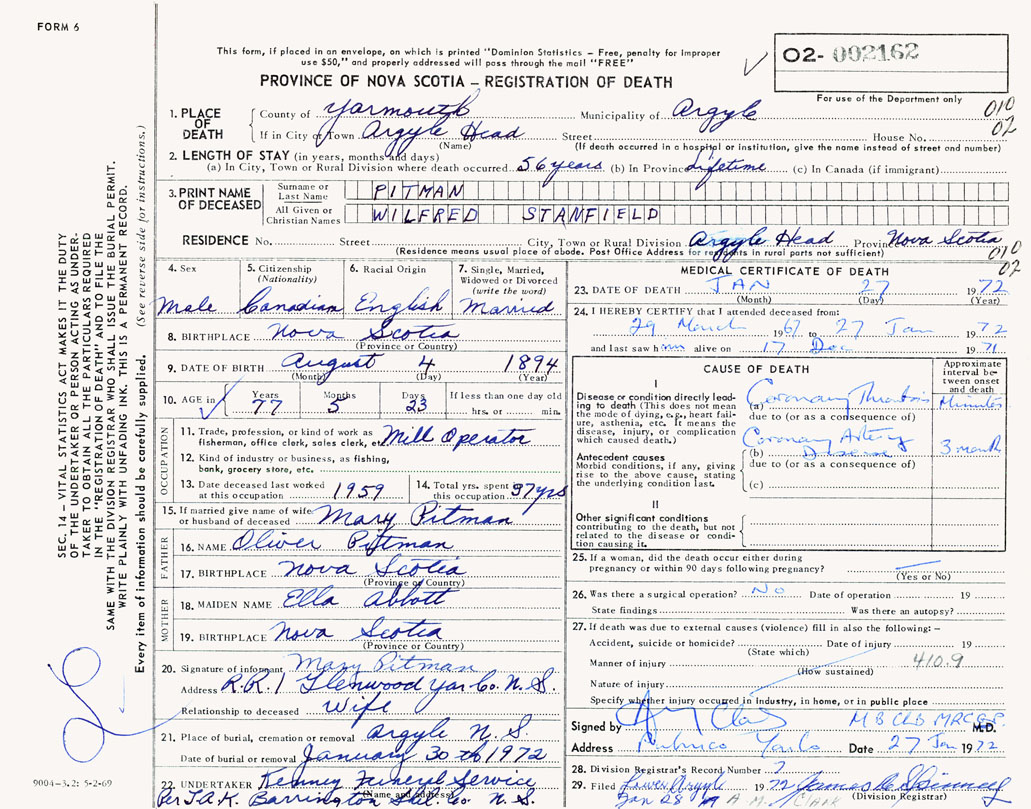 FORM 6
This form, if placed in an envelope, on which is printed "Dominion Statistics – Free, penalty for improper
use $50," and properly addressed will pass through the mail "FREE"
PROVINCE OF NOVA SCOTIA – REGISTRATION OF DEATH
02- 002162
For use of the Department only
010
02
1. PLACE OF DEATH
County of Yarmouth Municipality of Argyle
If in City or Town Argyle Head Street House No.
(Name) (If death occurred in a hospital or institution, give the name instead of street and number)
2. LENGTH OF STAY (in years, months and days)
(a) In City, Town or Rural Division where death occurred 56 years (b) In Province Lifetime (c) In Canada (if immigrant)
3. PRINT NAME OF DECEASED
Surname or Last Name PITMAN
All Given or Christian Names WILFRED STANFIELD
RESIDENCE No. Street City, Town or Rural Division Argyle Head Province Nova Scotia
(Residence means usual place of abode. Post Office Address for residents in rural parts not sufficient)
010
02
4. Sex Male
5. Citizenship (Nationality) Canadian
6. Racial Origin English
7. Single, Married, Widowed or Divorced (write the word) Married
8. BIRTHPLACE Nova Scotia
(Province or Country)
9. DATE OF BIRTH August 4 1894
(Month) (Day) (Year)
10. AGE in Years 77 Months 5 Days 23 If less than one day old
hrs. or min.
OCCUPATION
11. Trade, profession, or kind of work as
fisherman, office clerk, sales clerk, etc. Mill Operator
12. Kind of industry or business, as fishing,
bank, grocery store, etc.
13. Date deceased last worked at this occupation 1959
14. Total yrs. spent this occupation 37 yrs
15. If married give name of wife or husband of deceased Mary Pitman
FATHER
16. NAME Oliver Pitman
17. BIRTHPLACE Nova Scotia
(Province or Country)
MOTHER
18. MAIDEN NAME Ella Abbott
19. BIRTHPLACE Nova Scotia
(Province or Country)
20. Signature of informant Mary Pitman
Address R.R.1 Glenwood Yar Co. N.S.
Relationship to deceased Wife
21. Place of burial, cremation or removal Argyle N.S.
Date of burial or removal January 30th 1972
22. UNDERTAKER Kenney Funeral Service
(Name and address)
Per J.A.K. Barrington Shel Co. N.S.
MEDICAL CERTIFICATE OF DEATH
23. DATE OF DEATH JAN 27 1972
(Month) (Day) (Year)
24. I HEREBY CERTIFY that I attended deceased from:
29 March 1967 to 27 Jan 1972
and last saw him alive on 17 Dec 1971
CAUSE OF DEATH
Approximate interval between onset and death
I
Disease or condition directly leading to death (This does not mean the mode of dying, e.g., heart failure, asthenia, etc. It means the disease, injury, or complication which caused death.)
(a) Coronary Thrombosis Minutes
due to (or as a consequence of)
Antecedent causes
Morbid conditions, if any, giving rise to the above cause, stating the underlying condition last.
(b) Coronary Artery Disease 3 month
due to (or as a consequence of)
(c)
II
Other significant conditions
contributing to the death, but not related to the disease or condition causing it.
25. If a woman, did the death occur either during
pregnancy or within 90 days following pregnancy?
(Yes or No)
26. Was there a surgical operation? No Date of operation 19
State findings Was there an autopsy?
27. If death was due to external causes (violence) fill in also the following: –
Accident, suicide or homicide? Date of injury 19
(State which)
Manner of injury 410.9
(How sustained)
Nature of injury
Specify whether injury occurred in Industry, in home, or in public place
Signed by M B Ch B MRCGP. M.D.
Address Pubnico Yar Co Date 27 Jan 1972
28. Division Registrar's Record Number 7
29. Filed Lower Argyle
Jan 28 1972
(Division Registrar)
A M. CLARK
SEC. 14 – VITAL STATISTICS ACT MAKES IT THE DUTY
OF THE UNDERTAKER OR PERSON ACTING AS UNDER-
TAKER TO OBTAIN ALL THE PARTICULARS REQUIRED
IN THE "REGISTRATION OF DEATH" AND TO FILE THE
SAME WITH THE DIVISION REGISTRAR WHO SHALL ISSUE THE BURIAL PERMIT.
WRITE PLAINLY WITH UNFADING INK. THIS IS A PERMANENT RECORD.
Every item of information should be carefully supplied. (See reverse side for instructions.)
9004-3.2: 5-2-69